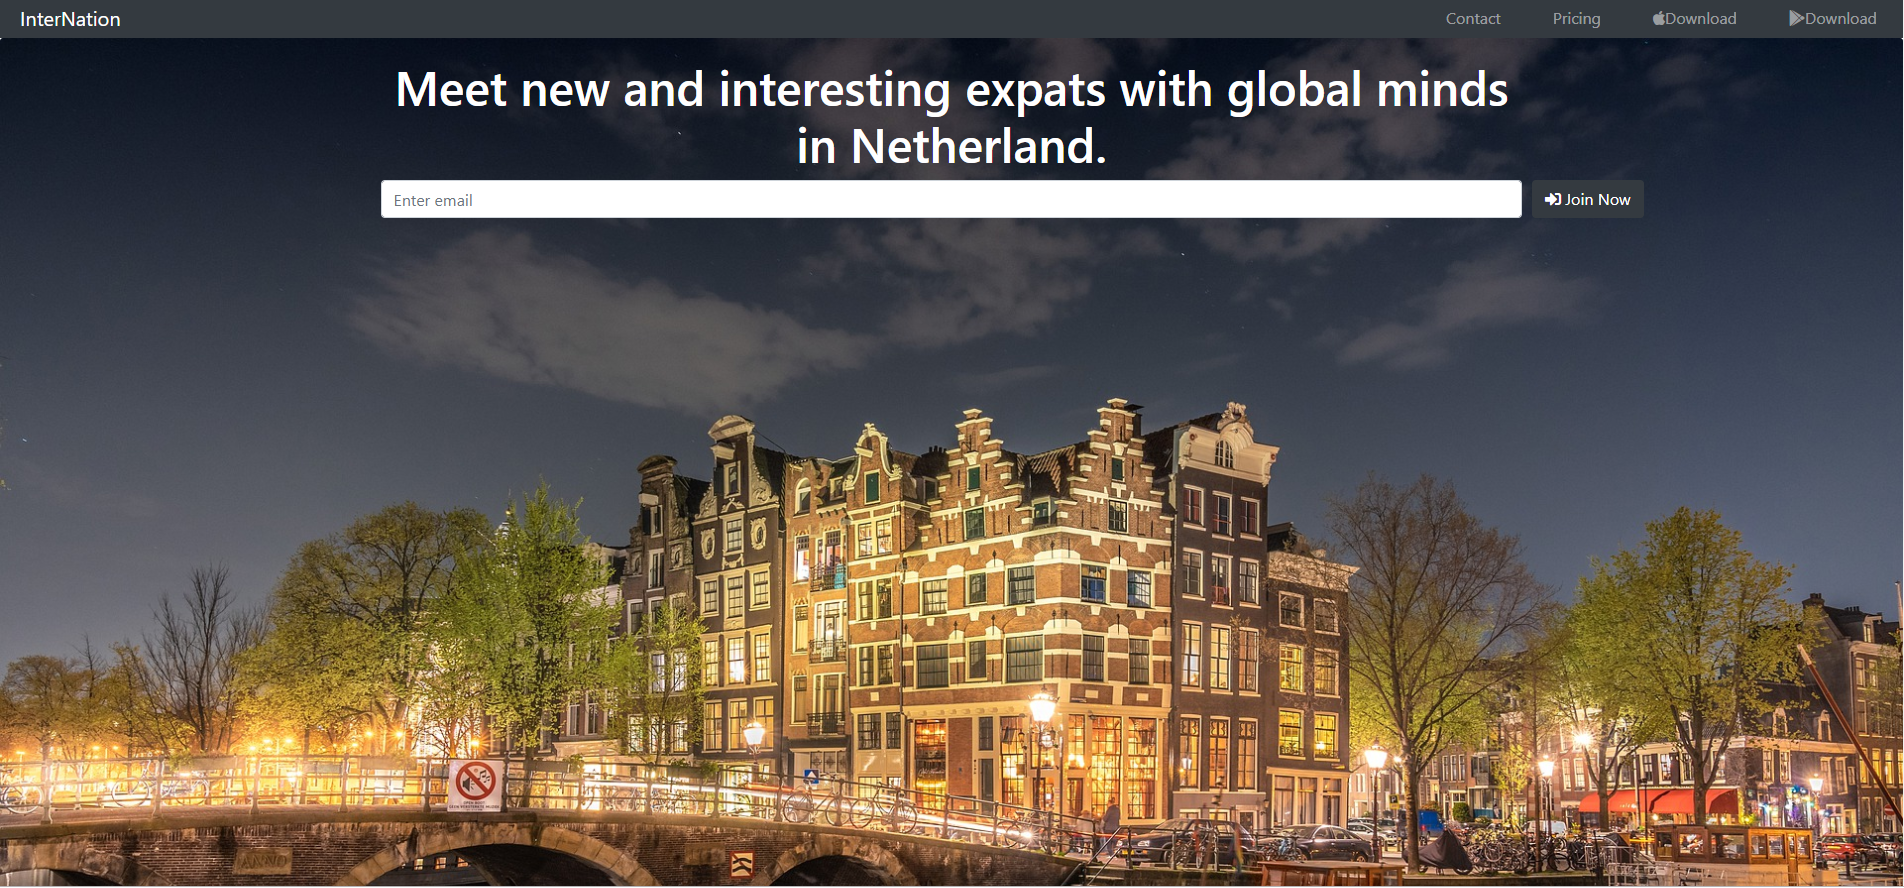 InterNation
Contact Pricing Download Download
Meet new and interesting expats with global minds
in Netherland.
Enter email
Join Now
ANNO